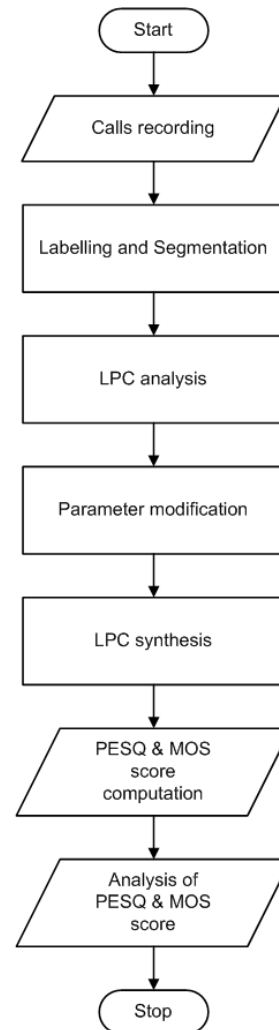 Start
Calls recording
Labelling and Segmentation
LPC analysis
Parameter modification
LPC synthesis
PESQ & MOS
score
computation
Analysis of
PESQ & MOS
score
Stop